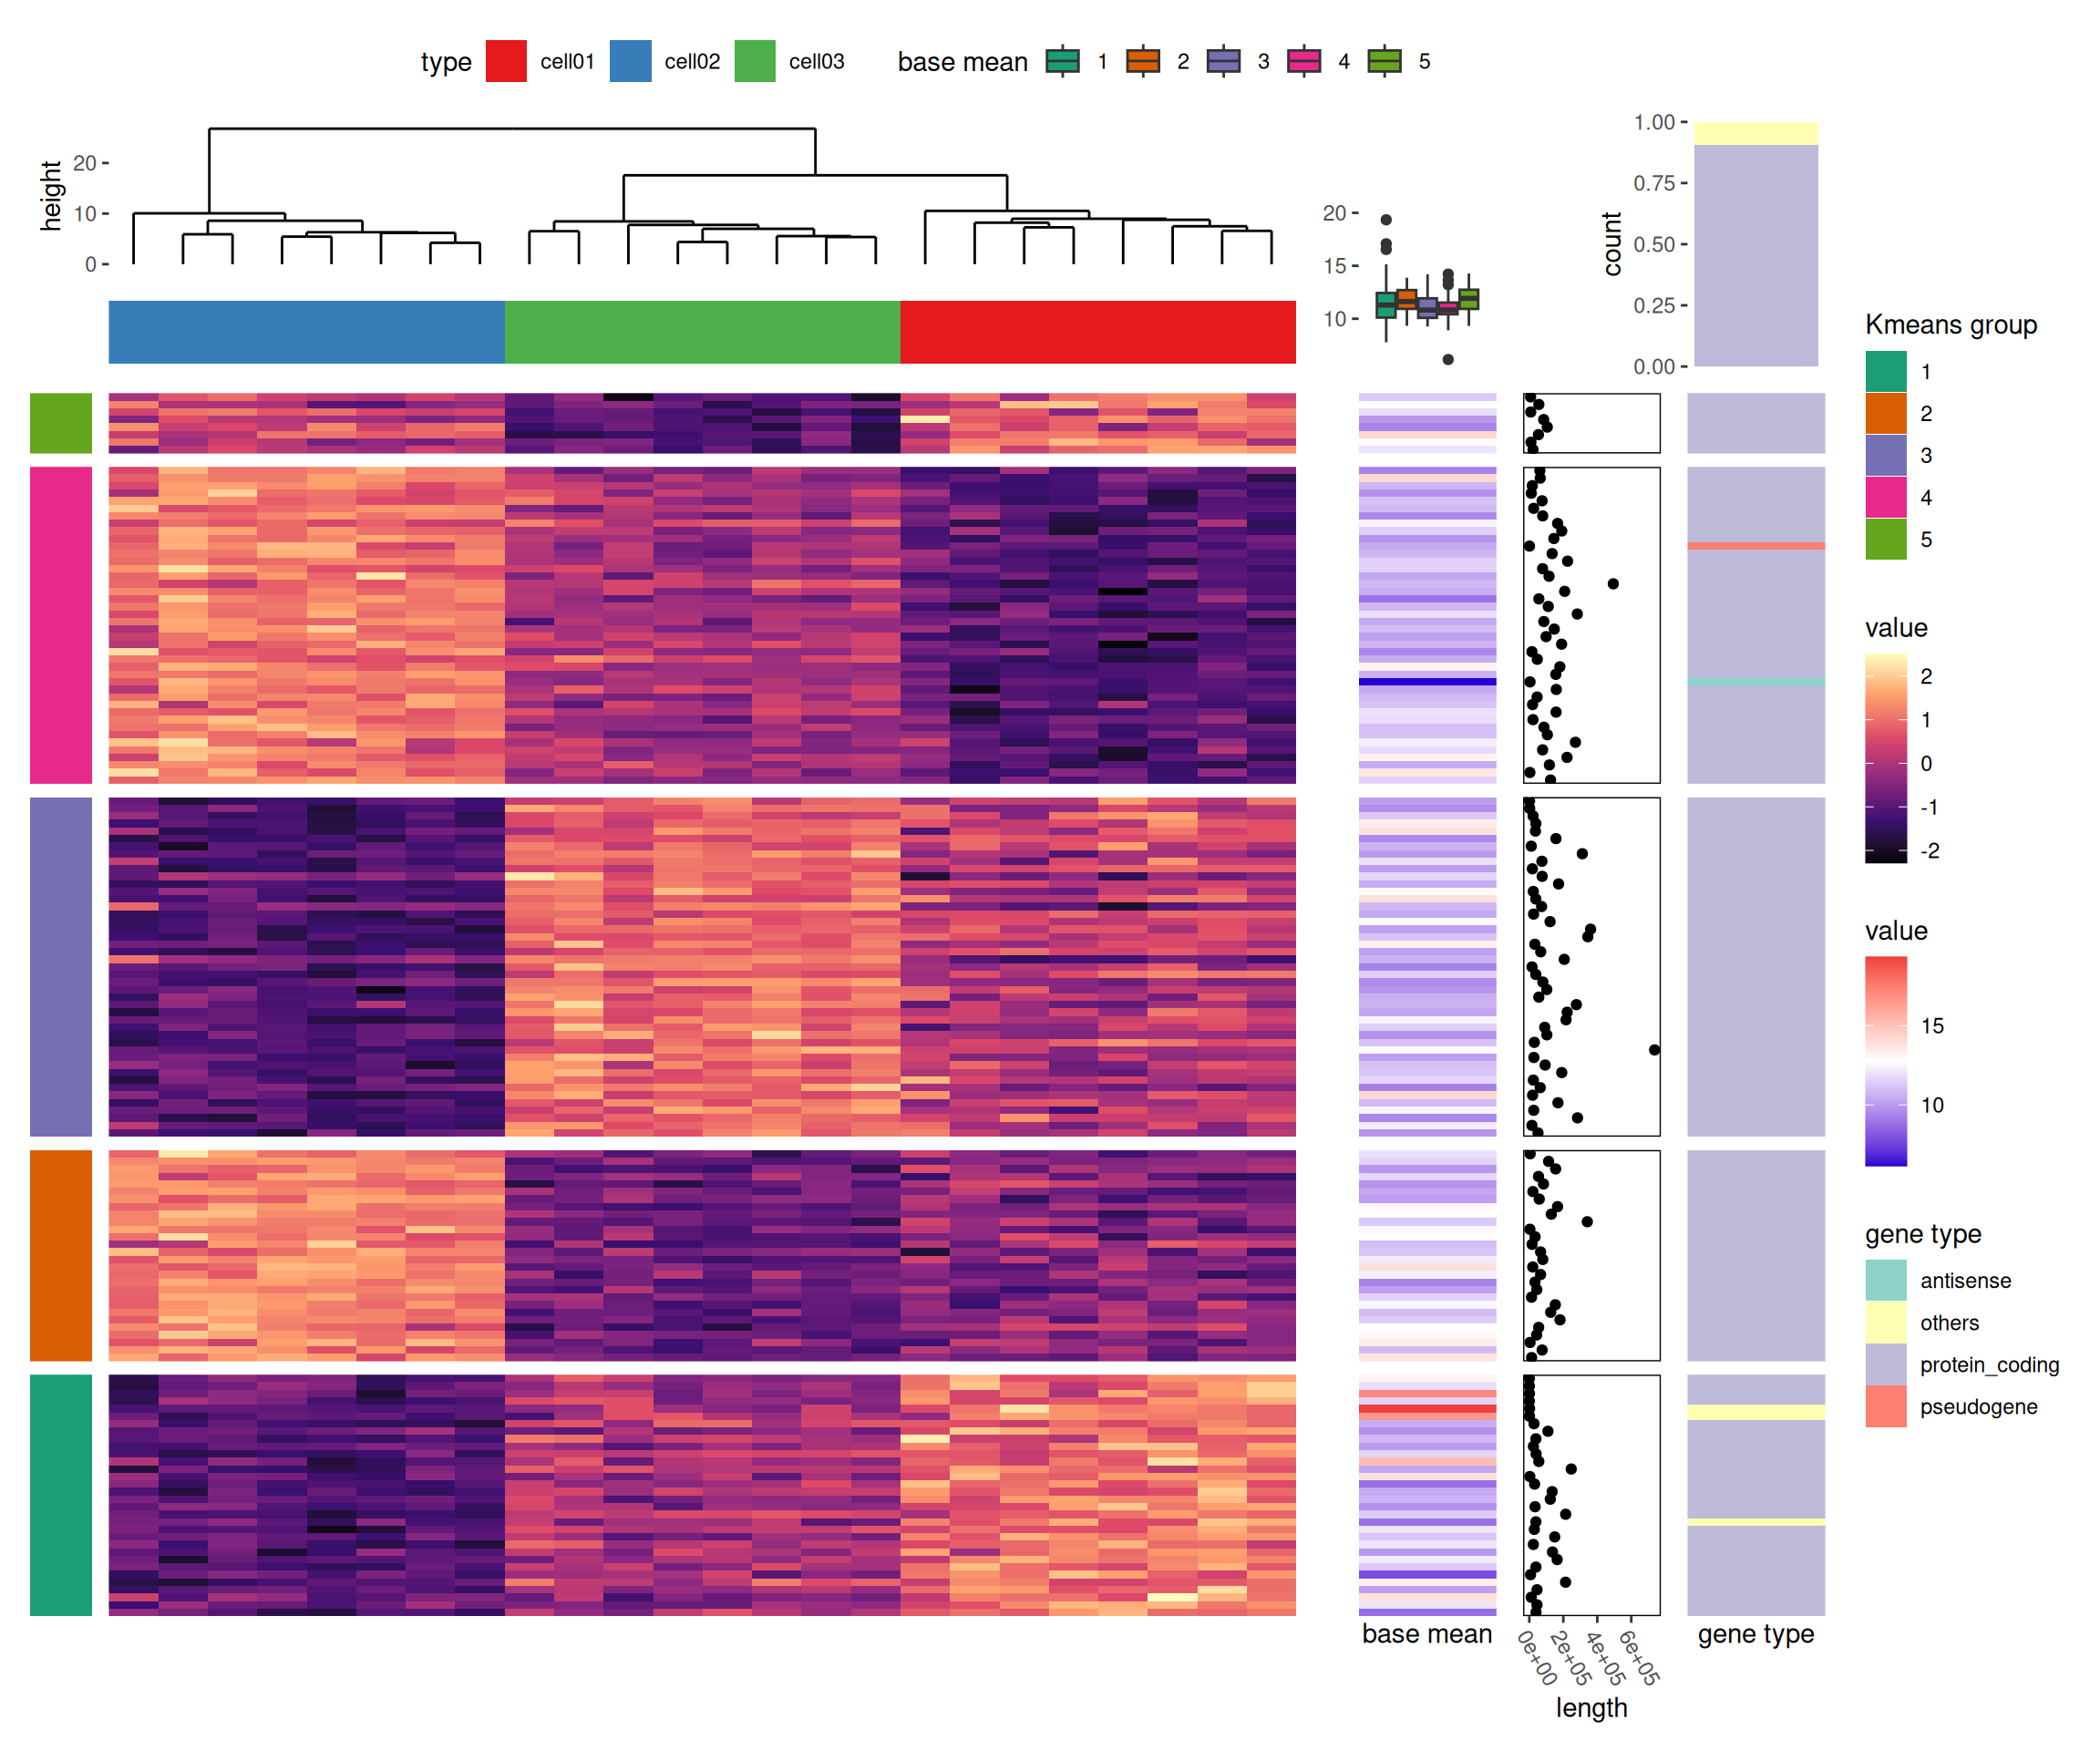 type cell01 cell02 cell03 base mean 1 2 3 4 5
height
20
10
0
20
15
10
count
1.00
0.75
0.50
0.25
0.00
Kmeans group
1
2
3
4
5
value
2
1
0
-1
-2
value
15
10
gene type
antisense
others
protein_coding
pseudogene
base mean
0e+00 2e+05 4e+05 6e+05
length
gene type